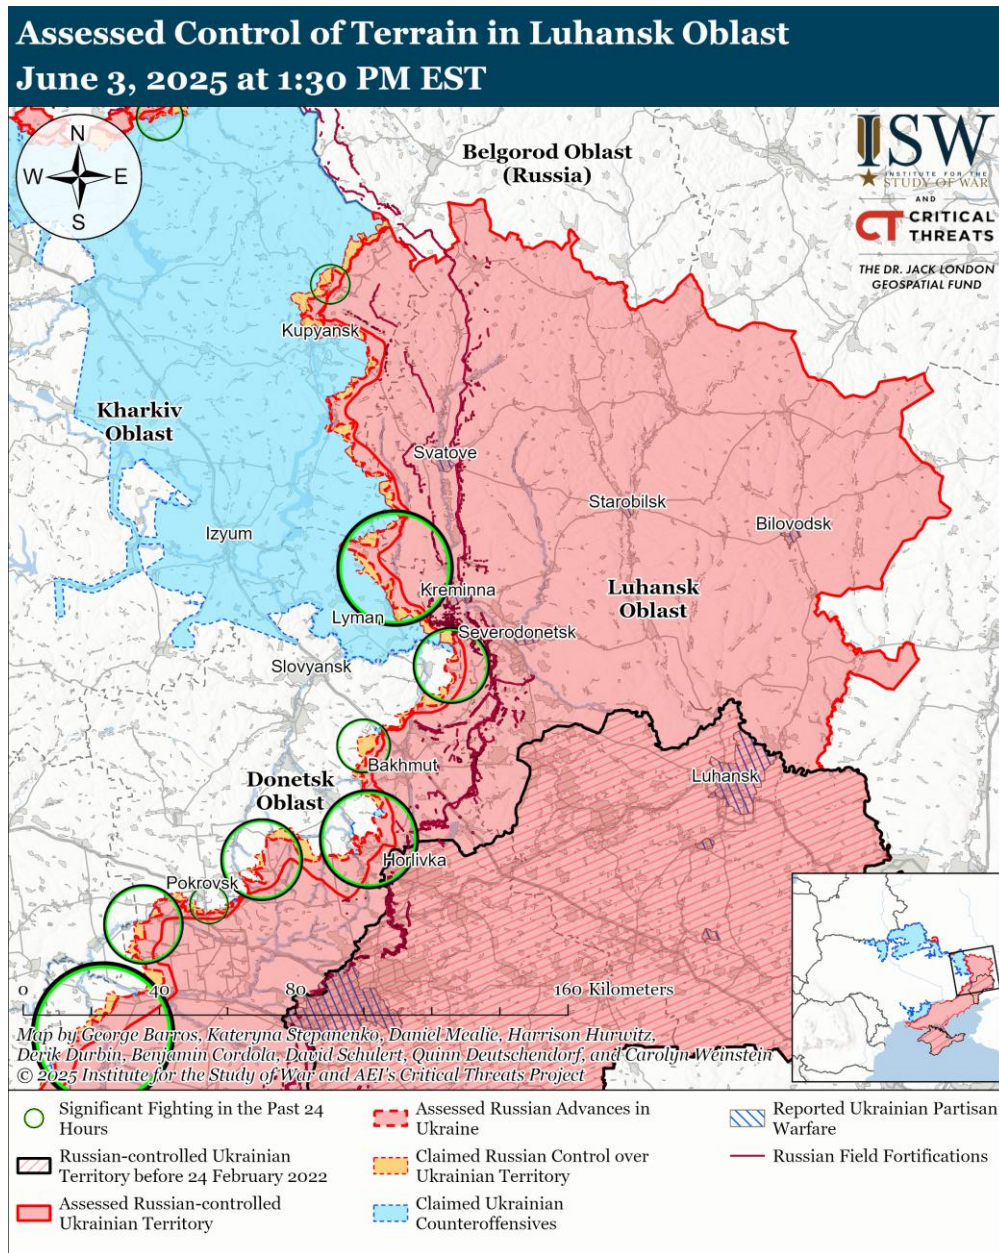 Assessed Control of Terrain in Luhansk Oblast
June 3, 2025 at 1:30 PM EST
N
W E
S
Belgorod Oblast
(Russia)
ISW
INSTITUTE FOR THE
STUDY OF WAR
AND
CT CRITICAL
THREATS
THE DR. JACK LONDON
GEOSPATIAL FUND
Kupyansk
Kharkiv
Oblast
Svatove
Starobilsk
Bilovodsk
Izyum
Kreminna
Luhansk
Oblast
Lyman
Severodonetsk
Slovyansk
Bakhmut
Luhansk
Donetsk
Oblast
Horlivka
Pokrovsk
0 40 80 160 Kilometers
Map by George Barros, Kateryna Stepanenko, Daniel Mealie, Harrison Hurwitz,
Derik Durbin, Benjamin Cordola, David Schulert, Quinn Deutschendorf, and Carolyn Weinstein
© 2025 Institute for the Study of War and AEI's Critical Threats Project
Significant Fighting in the Past 24
Hours
Russian-controlled Ukrainian
Territory before 24 February 2022
Assessed Russian-controlled
Ukrainian Territory
Assessed Russian Advances in
Ukraine
Claimed Russian Control over
Ukrainian Territory
Claimed Ukrainian
Counteroffensives
Reported Ukrainian Partisan
Warfare
Russian Field Fortifications